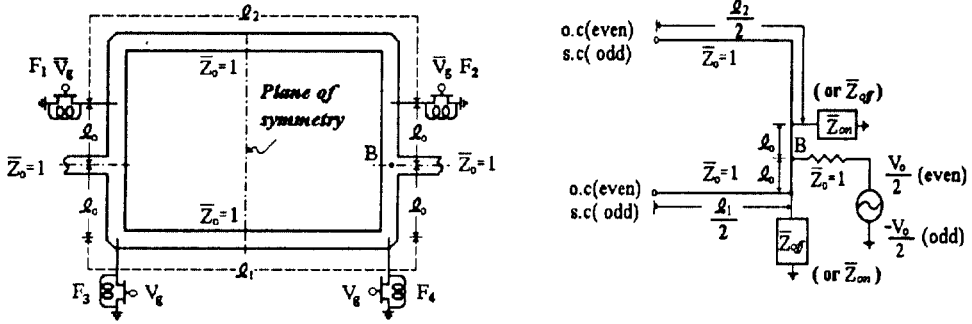 ℓ₂
Z̅ₒ=1
F₁ V̅g
V̅g F₂
Plane of
symmetry
ℓₒ
ℓₒ
Z̅ₒ=1
B
Z̅ₒ=1
ℓₒ
ℓₒ
Z̅ₒ=1
ℓ₁
F₃
Vg
Vg
F₄
o.c(even)
s.c( odd)
ℓ₂/2
Z̅ₒ=1
( or Z̅off)
Z̅on
ℓₒ
B
ℓₒ
Z̅ₒ=1
Vₒ/2 (even)
-Vₒ/2 (odd)
o.c(even)
s.c( odd)
Z̅ₒ=1
ℓ₁/2
Z̅off
(or Z̅on)